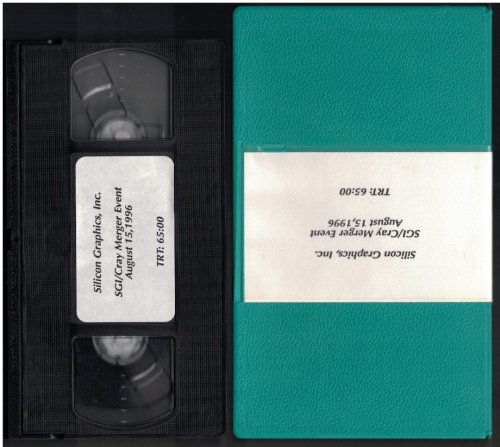 Silicon Graphics, Inc.
SGI/Cray Merger Event
August 15,1996
TRT: 65:00
Silicon Graphics, Inc.
SGI/Cray Merger Event
August 15,1996
TRT: 65:00